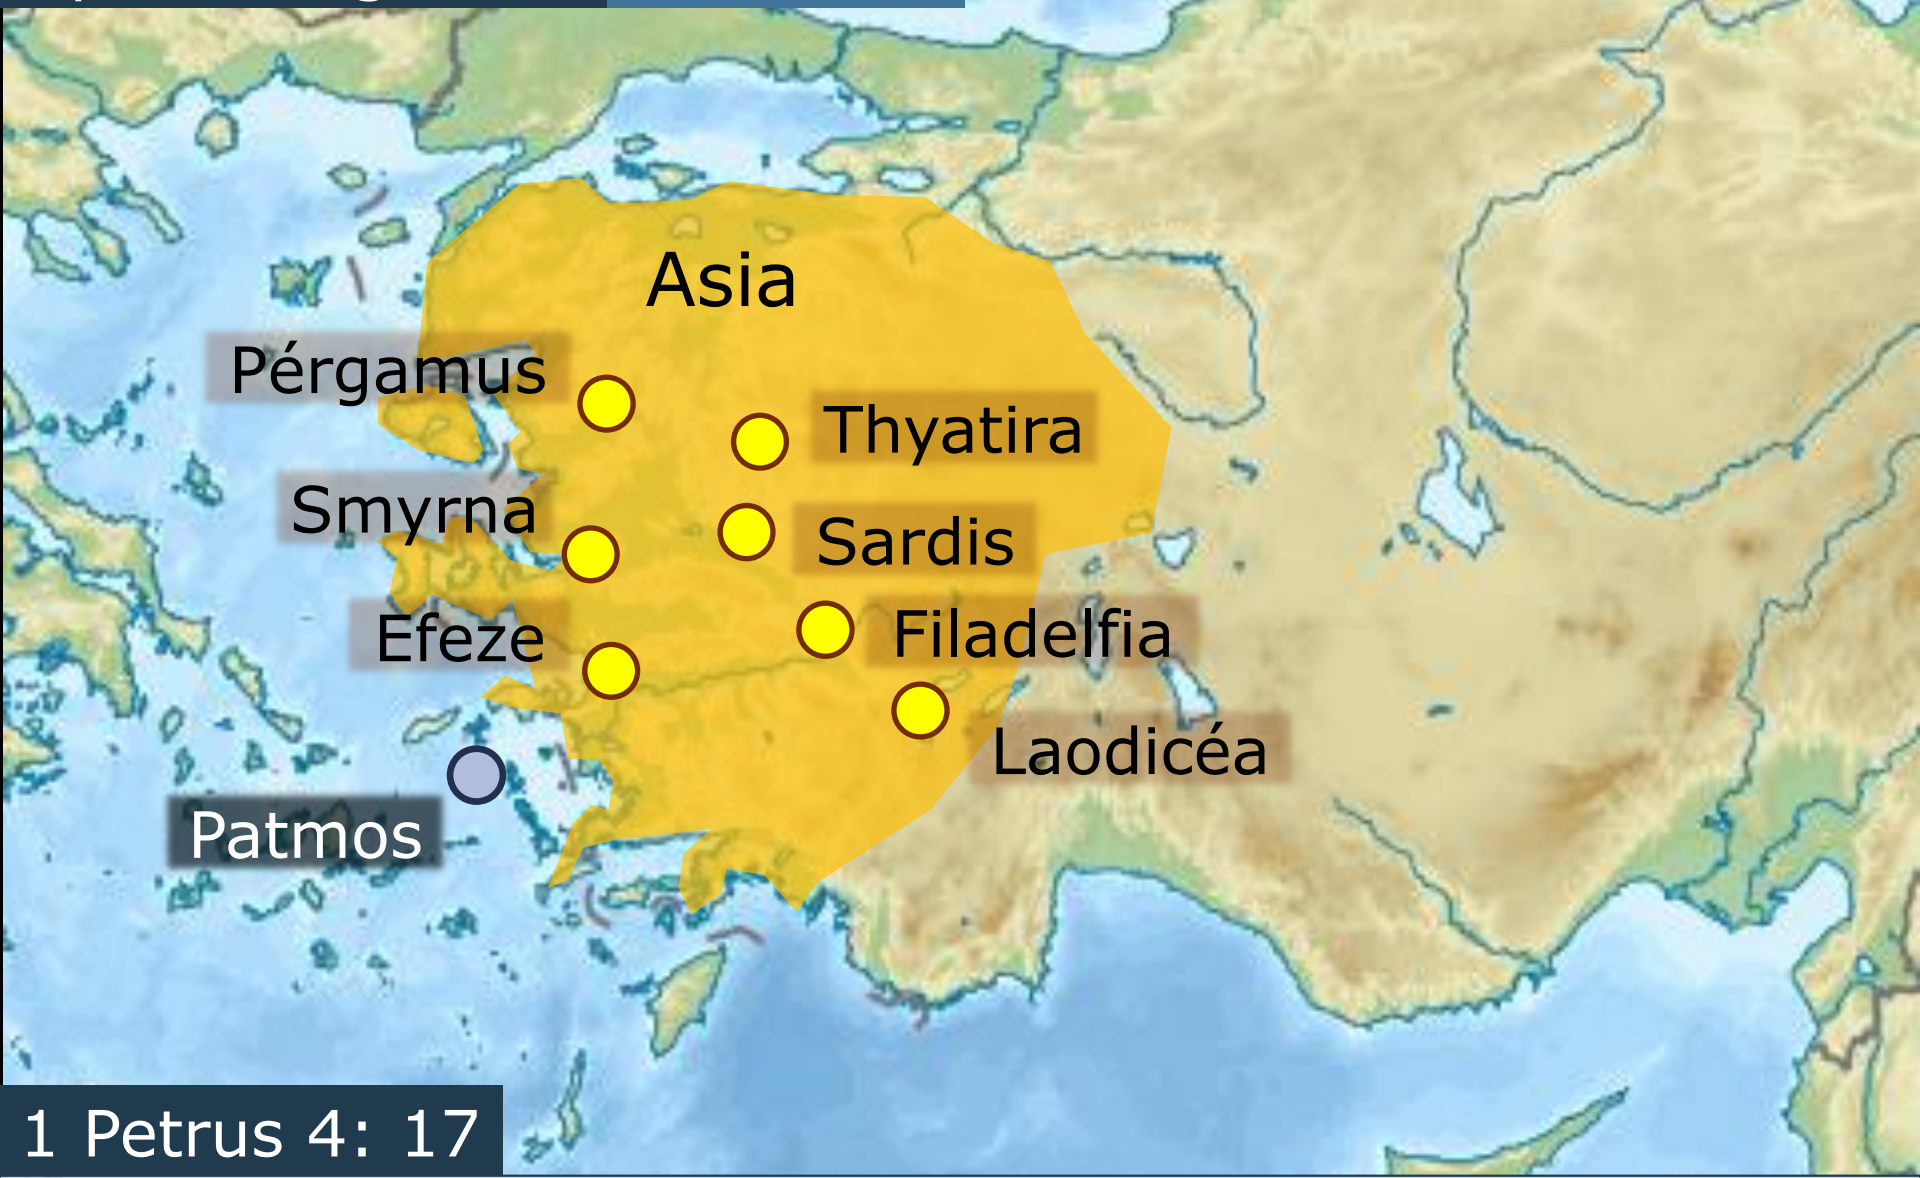 Asia
Pérgamus
Thyatira
Smyrna
Sardis
Efeze
Filadelfia
Laodicéa
Patmos
1 Petrus 4: 17